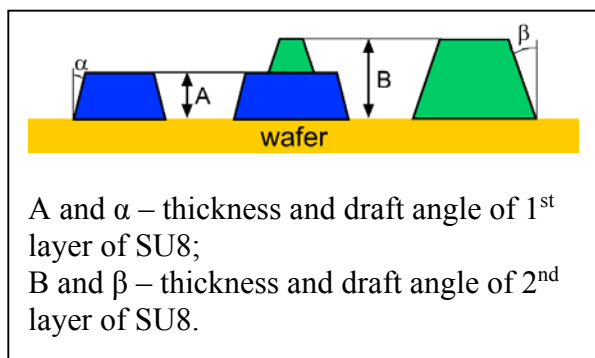 α
β
A
B
wafer
A and α – thickness and draft angle of 1st
layer of SU8;
B and β – thickness and draft angle of 2nd
layer of SU8.